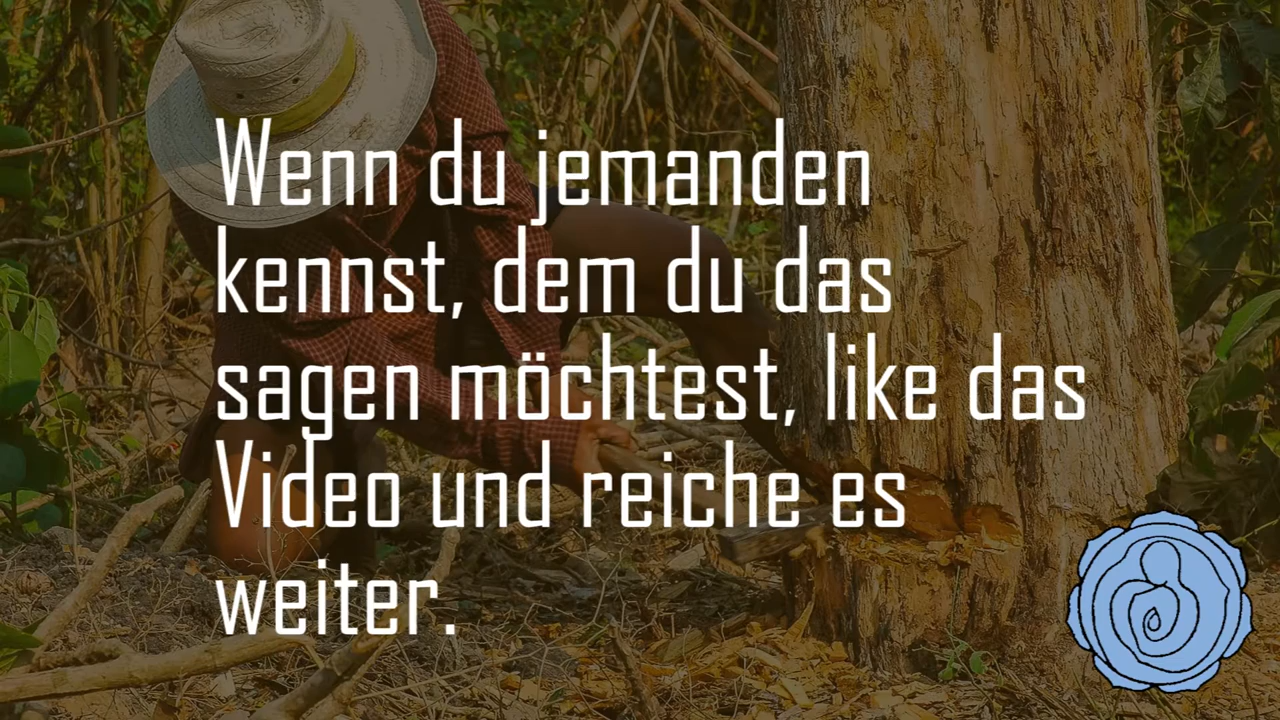 Wenn du jemanden
kennst, dem du das
sagen möchtest, like das
Video und reiche es
weiter.